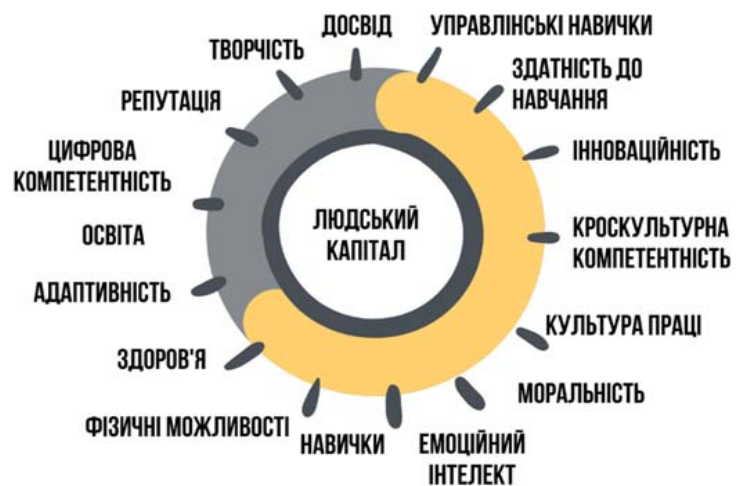 ДОСВІД
УПРАВЛІНСЬКІ НАВИЧКИ
ЗДАТНІСТЬ ДО
НАВЧАННЯ
ІННОВАЦІЙНІСТЬ
КРОСКУЛЬТУРНА
КОМПЕТЕНТНІСТЬ
КУЛЬТУРА ПРАЦІ
МОРАЛЬНІСТЬ
ЕМОЦІЙНИЙ
ІНТЕЛЕКТ
НАВИЧКИ
ФІЗИЧНІ МОЖЛИВОСТІ
ЗДОРОВ'Я
АДАПТИВНІСТЬ
ОСВІТА
ЦИФРОВА
КОМПЕТЕНТНІСТЬ
РЕПУТАЦІЯ
ТВОРЧІСТЬ
ЛЮДСЬКИЙ
КАПІТАЛ